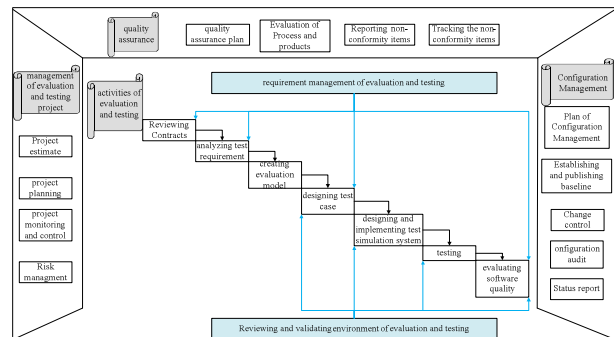 quality
assurance
quality
assurance plan
Evaluation of
Process and
products
Reporting non-
conformity items
Tracking the non-
conformity items
management
of evaluation
and testing
project
activities of
evaluation
and testing
requirement management of evaluation and testing
Configuration
Management
Reviewing
Contracts
analyzing test
requirement
creating
evaluation
model
designing test
case
designing and
implementing test
simulation system
testing
evaluating
software
quality
Project
estimate
project
planning
project
monitoring
and control
Risk
managment
Plan of
Configuration
Management
Establishing
and publishing
baseline
Change
control
onfiguration
audit
Status report
Reviewing and validating environment of evaluation and testing